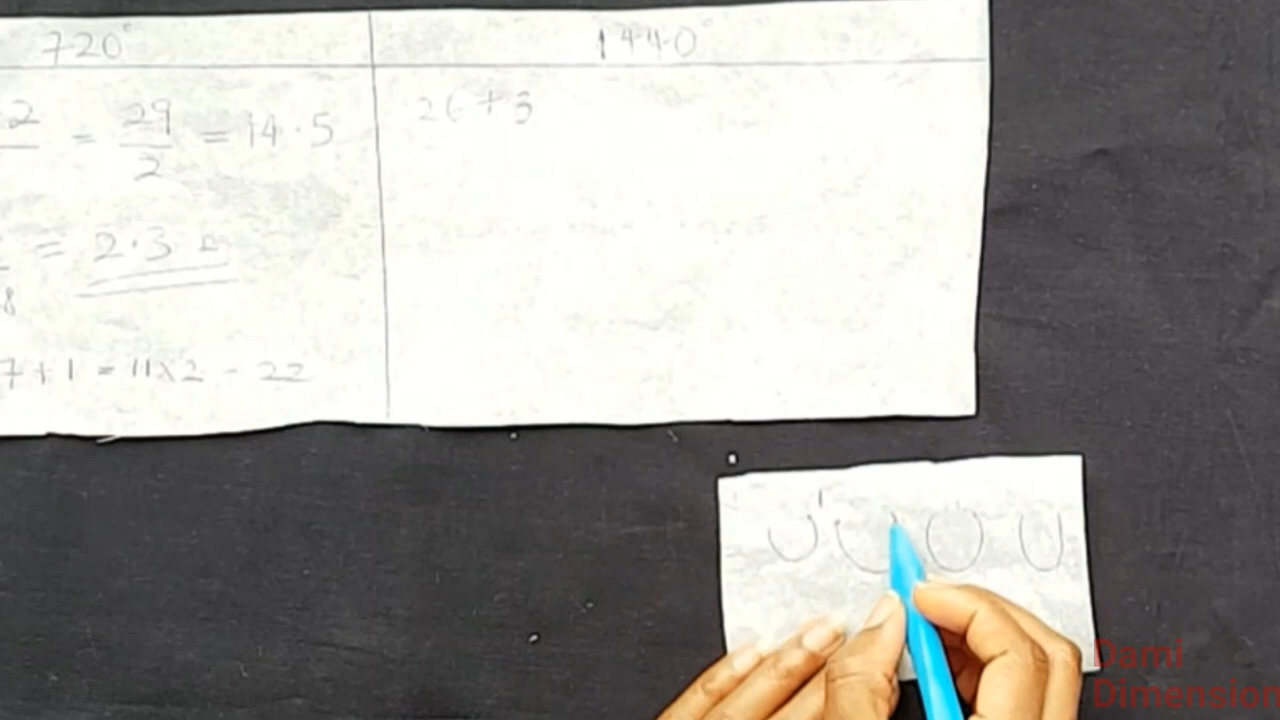 720° 1440°
2 = 29/2 = 14.5
26 + 3
= 2.3
8
7 + 1 = 11x2 - 22
U U U U
Dami
Dimension